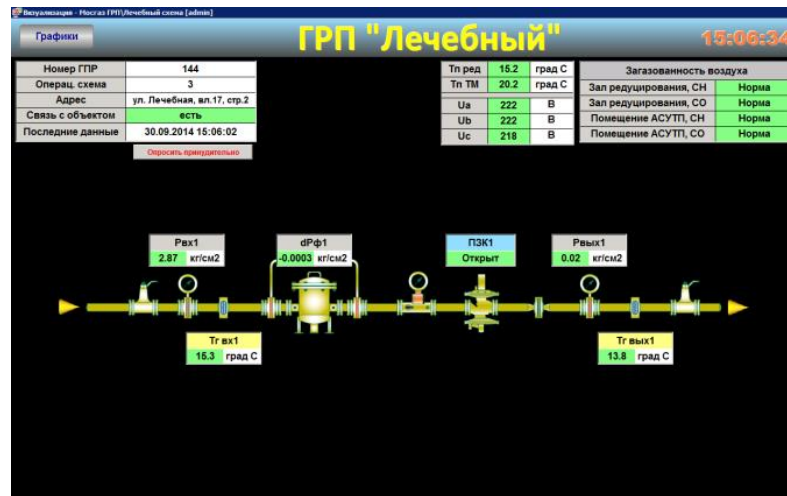 Визуализация - Мосгаз ГРП\Лечебный схема [admin]
Графики
ГРП "Лечебный"
15:06:34
Номер ГПР 144
Операц. схема 3
Адрес ул. Лечебная, вл.17, стр.2
Связь с объектом есть
Последние данные 30.09.2014 15:06:02
Опросить принудительно
Тп ред 15.2 град С
Тп ТМ 20.2 град С
Ua 222 В
Ub 222 В
Uc 218 В
Загазованность воздуха
Зал редуцирования, СН Норма
Зал редуцирования, СО Норма
Помещение АСУТП, СН Норма
Помещение АСУТП, СО Норма
Рвх1
2.87 кг/см2
dРф1
-0.0003 кг/см2
ПЗК1
Открыт
Рвых1
0.02 кг/см2
Тг вх1
15.3 град С
Тг вых1
13.8 град С